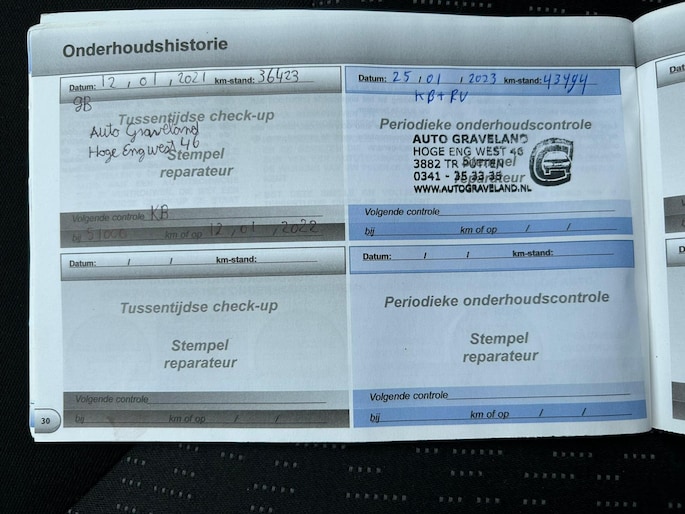 Onderhoudshistorie
Datum: 12 / 01 / 2021 km-stand: 36423
gB
Tussentijdse check-up
Auto Graveland
Hoge Eng West 46
Stempel
reparateur
Volgende controle KB
bij 51000 km of op 12 / 01 / 2022
Datum: 25 / 01 / 2023 km-stand: 43494
KB + RV
Periodieke onderhoudscontrole
AUTO GRAVELAND
HOGE ENG WEST 46
3882 TR PUTTEN
Stempel
0341 - 35 33 35
reparateur
WWW.AUTOGRAVELAND.NL
Volgende controle
bij km of op / /
Datum: / / km-stand:
Tussentijdse check-up
Stempel
reparateur
Volgende controle
bij km of op / /
Datum: / / km-stand:
Periodieke onderhoudscontrole
Stempel
reparateur
Volgende controle
bij km of op / /
30